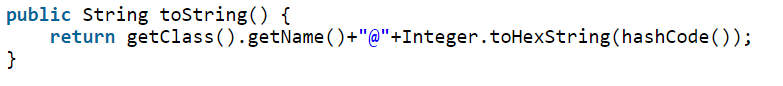 public String toString() {
    return getClass().getName()+"@"+Integer.toHexString(hashCode());
}